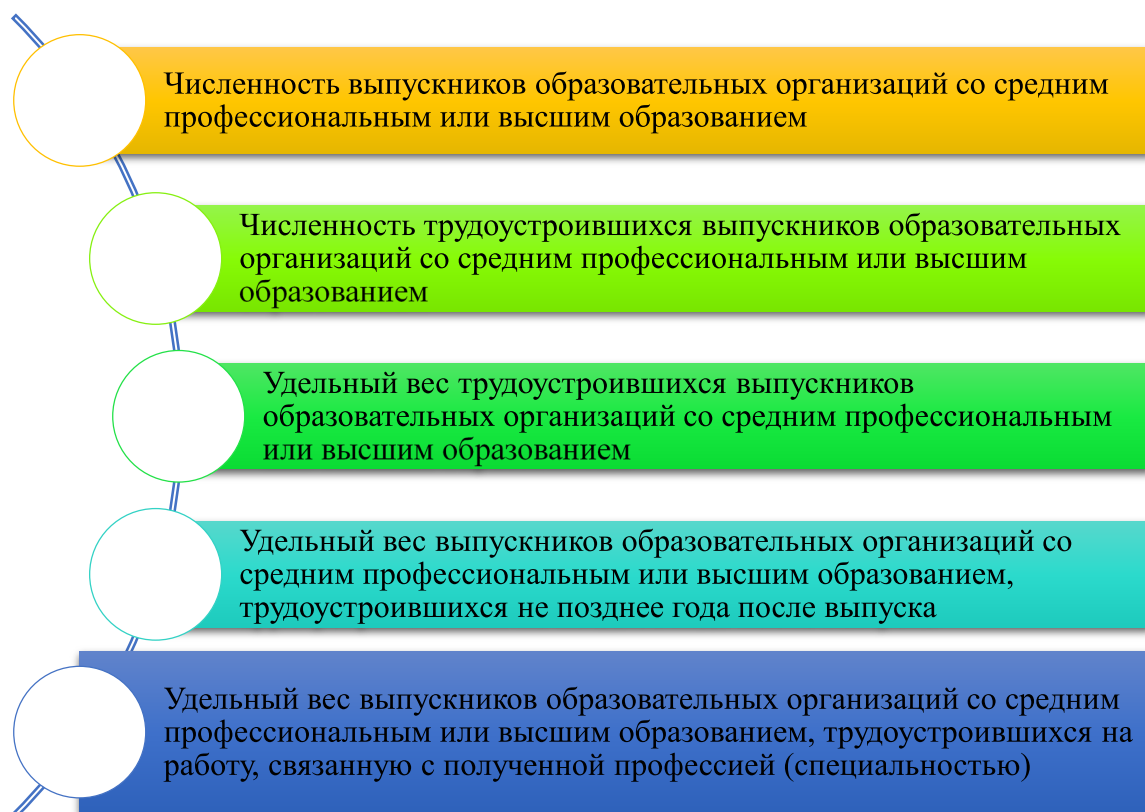 Численность выпускников образовательных организаций со средним
профессиональным или высшим образованием
Численность трудоустроившихся выпускников образовательных
организаций со средним профессиональным или высшим
образованием
Удельный вес трудоустроившихся выпускников
образовательных организаций со средним профессиональным
или высшим образованием
Удельный вес выпускников образовательных организаций со
средним профессиональным или высшим образованием,
трудоустроившихся не позднее года после выпуска
Удельный вес выпускников образовательных организаций со средним
профессиональным или высшим образованием, трудоустроившихся на
работу, связанную с полученной профессией (специальностью)